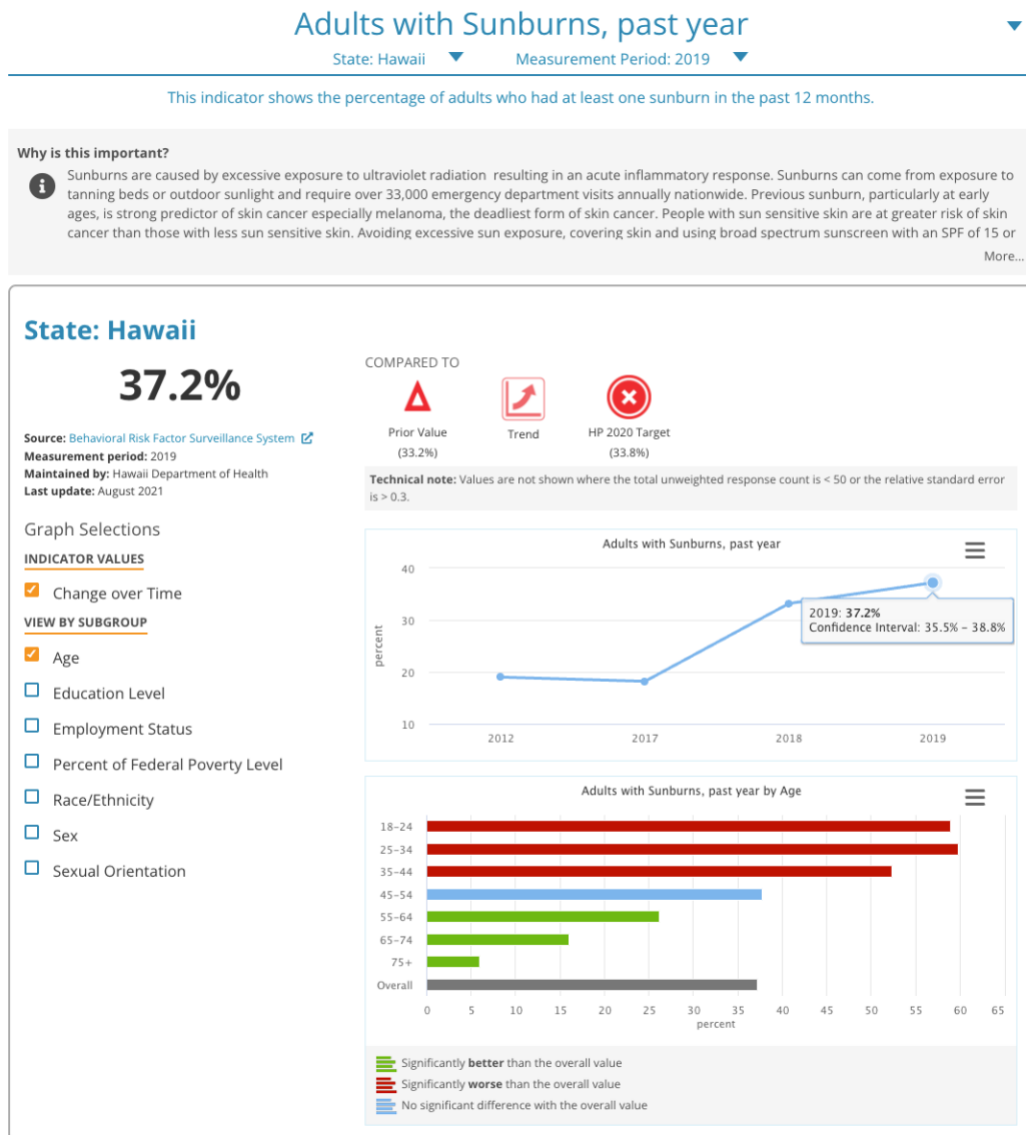 Adults with Sunburns, past year
State: Hawaii Measurement Period: 2019
This indicator shows the percentage of adults who had at least one sunburn in the past 12 months.
Why is this important?
Sunburns are caused by excessive exposure to ultraviolet radiation resulting in an acute inflammatory response. Sunburns can come from exposure to
tanning beds or outdoor sunlight and require over 33,000 emergency department visits annually nationwide. Previous sunburn, particularly at early
ages, is strong predictor of skin cancer especially melanoma, the deadliest form of skin cancer. People with sun sensitive skin are at greater risk of skin
cancer than those with less sun sensitive skin. Avoiding excessive sun exposure, covering skin and using broad spectrum sunscreen with an SPF of 15 or
More...
State: Hawaii
37.2%
Source: Behavioral Risk Factor Surveillance System
Measurement period: 2019
Maintained by: Hawaii Department of Health
Last update: August 2021
COMPARED TO
Prior Value
(33.2%)
Trend
HP 2020 Target
(33.8%)
Technical note: Values are not shown where the total unweighted response count is < 50 or the relative standard error
is > 0.3.
Graph Selections
INDICATOR VALUES
Change over Time
VIEW BY SUBGROUP
Age
Education Level
Employment Status
Percent of Federal Poverty Level
Race/Ethnicity
Sex
Sexual Orientation
Adults with Sunburns, past year
40
30
20
10
percent
2019: 37.2%
Confidence Interval: 35.5% – 38.8%
2012 2017 2018 2019
Adults with Sunburns, past year by Age
18–24
25–34
35–44
45–54
55–64
65–74
75+
Overall
0 5 10 15 20 25 30 35 40 45 50 55 60 65
percent
Significantly better than the overall value
Significantly worse than the overall value
No significant difference with the overall value